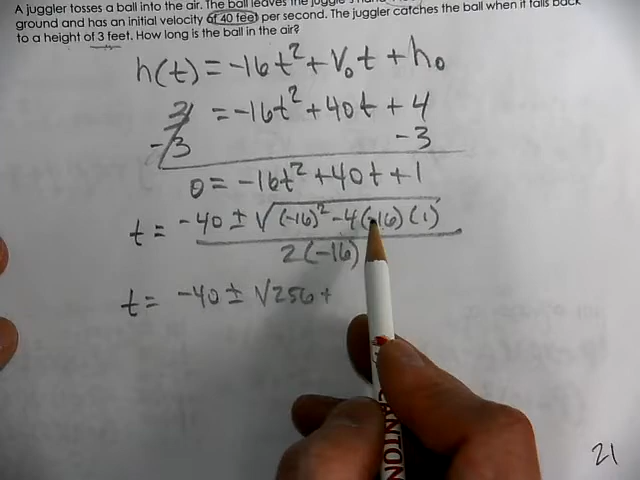 A juggler tosses a ball into the air. The ball leaves the juggle
ground and has an initial velocity of 40 feet per second. The juggler catches the ball when it falls back
to a height of 3 feet. How long is the ball in the air?
h(t) = -16t² + V₀t + h₀
3 = -16t² + 40t + 4
-3 -3
0 = -16t² + 40t + 1
t = -40 ± √(-16)² - 4(-16)(1)
2(-16)
t = -40 ± √256 +
21